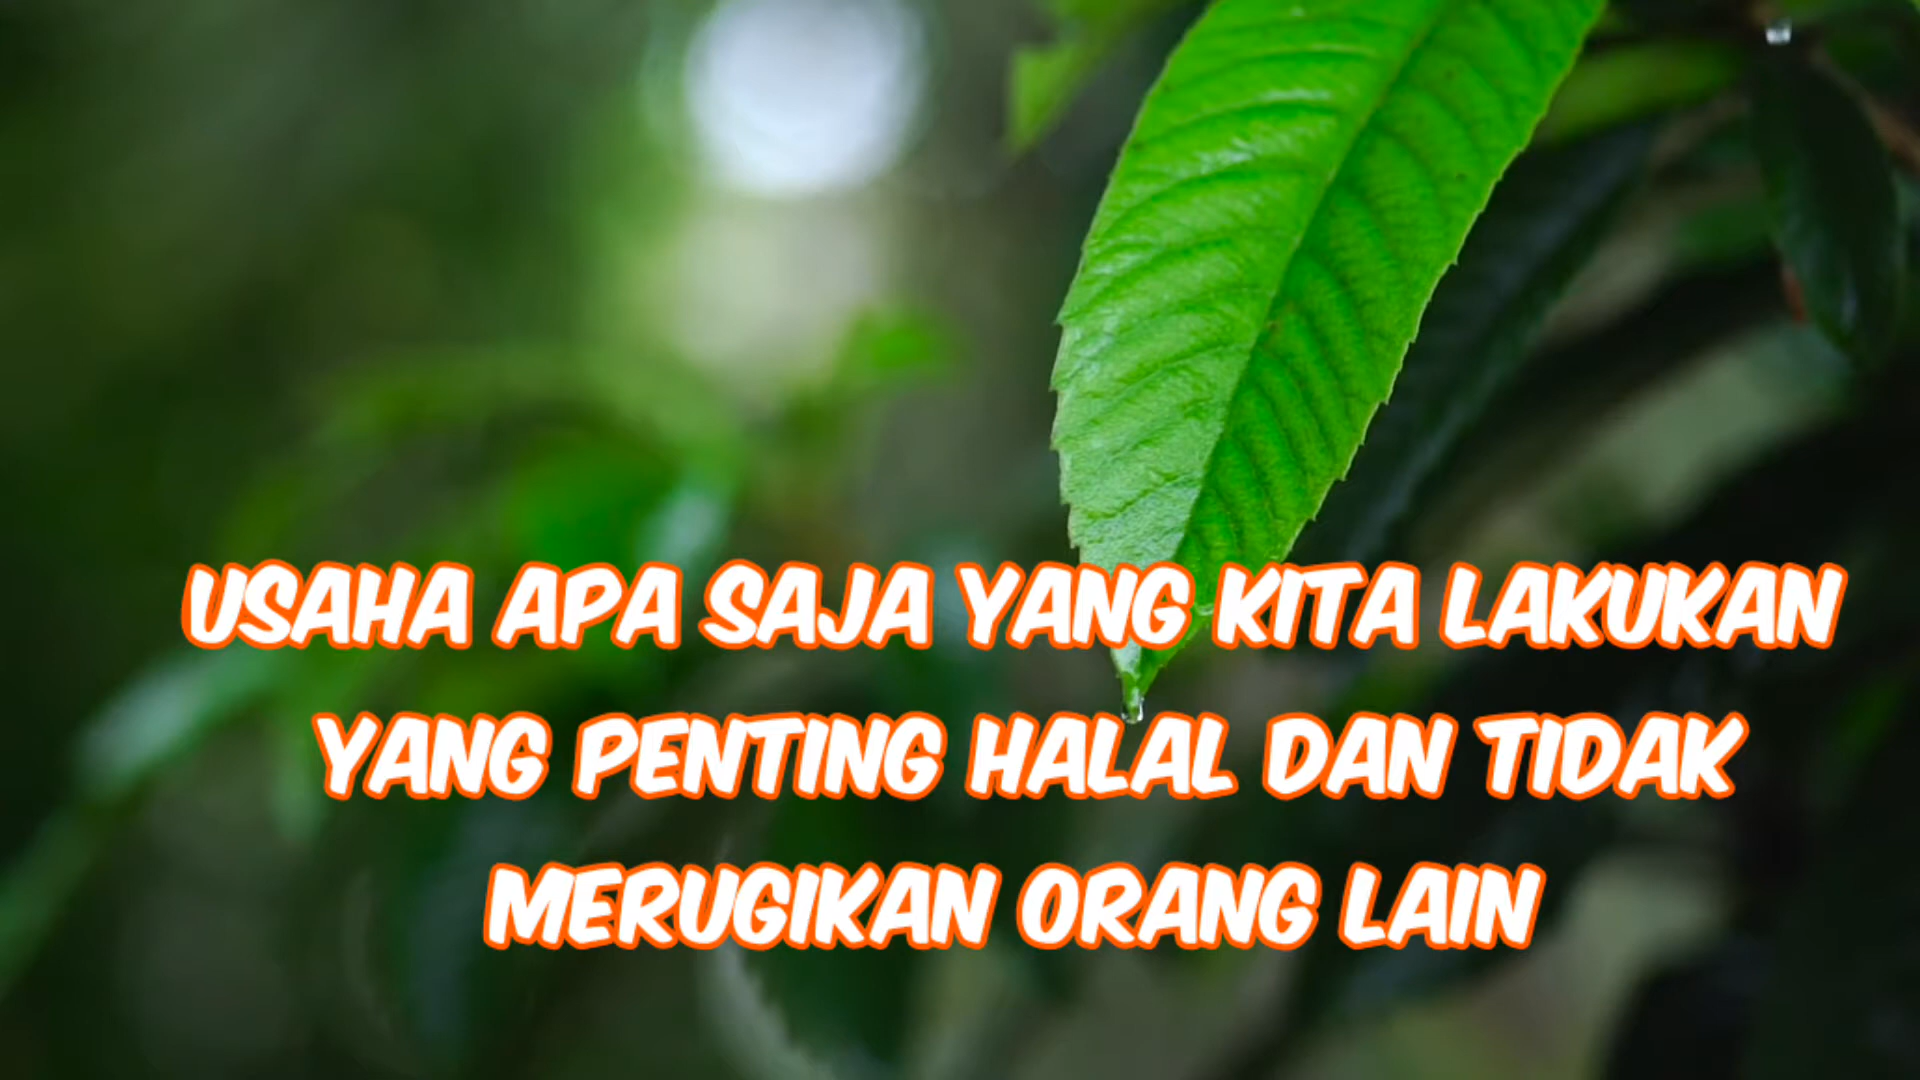 USAHA APA SAJA YANG KITA LAKUKAN
YANG PENTING HALAL DAN TIDAK
MERUGIKAN ORANG LAIN